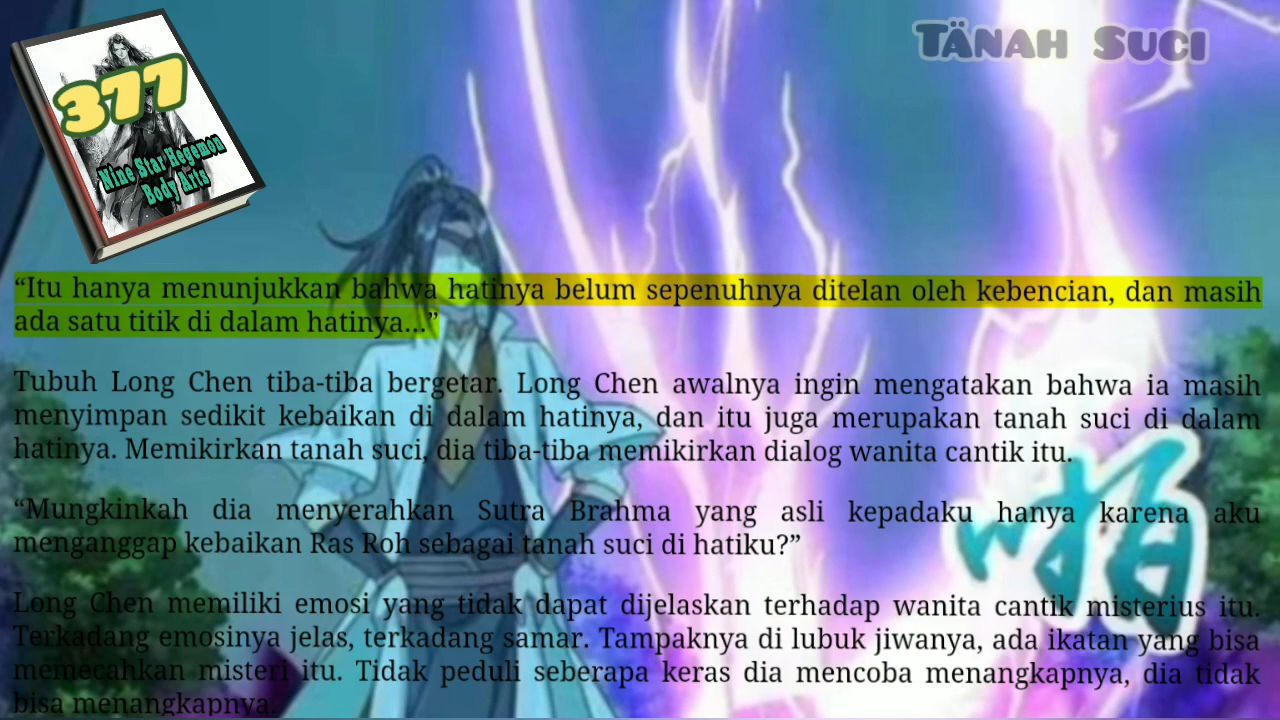 TÄNAH SUCI
377
Nine Star Hegemon
Body Arts
“Itu hanya menunjukkan bahwa hatinya belum sepenuhnya ditelan oleh kebencian, dan masih
ada satu titik di dalam hatinya...”
Tubuh Long Chen tiba-tiba bergetar. Long Chen awalnya ingin mengatakan bahwa ia masih
menyimpan sedikit kebaikan di dalam hatinya, dan itu juga merupakan tanah suci di dalam
hatinya. Memikirkan tanah suci, dia tiba-tiba memikirkan dialog wanita cantik itu.
“Mungkinkah dia menyerahkan Sutra Brahma yang asli kepadaku hanya karena aku
menganggap kebaikan Ras Roh sebagai tanah suci di hatiku?”
Long Chen memiliki emosi yang tidak dapat dijelaskan terhadap wanita cantik misterius itu.
Terkadang emosinya jelas, terkadang samar. Tampaknya di lubuk jiwanya, ada ikatan yang bisa
memecahkan misteri itu. Tidak peduli seberapa keras dia mencoba menangkapnya, dia tidak
bisa menangkapnya.